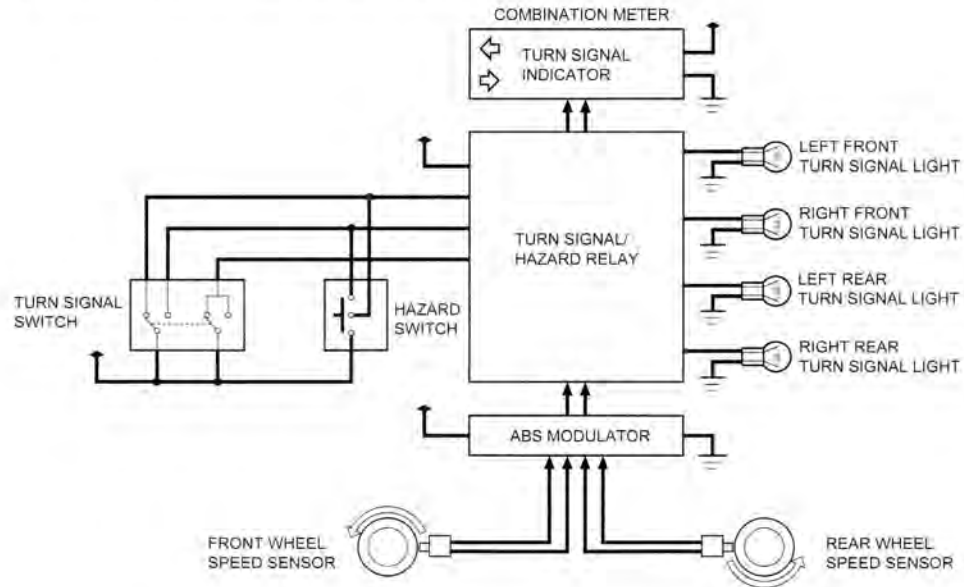 COMBINATION METER
TURN SIGNAL
INDICATOR
LEFT FRONT
TURN SIGNAL LIGHT
RIGHT FRONT
TURN SIGNAL LIGHT
TURN SIGNAL/
HAZARD RELAY
LEFT REAR
TURN SIGNAL LIGHT
TURN SIGNAL
SWITCH
HAZARD
SWITCH
RIGHT REAR
TURN SIGNAL LIGHT
ABS MODULATOR
FRONT WHEEL
SPEED SENSOR
REAR WHEEL
SPEED SENSOR